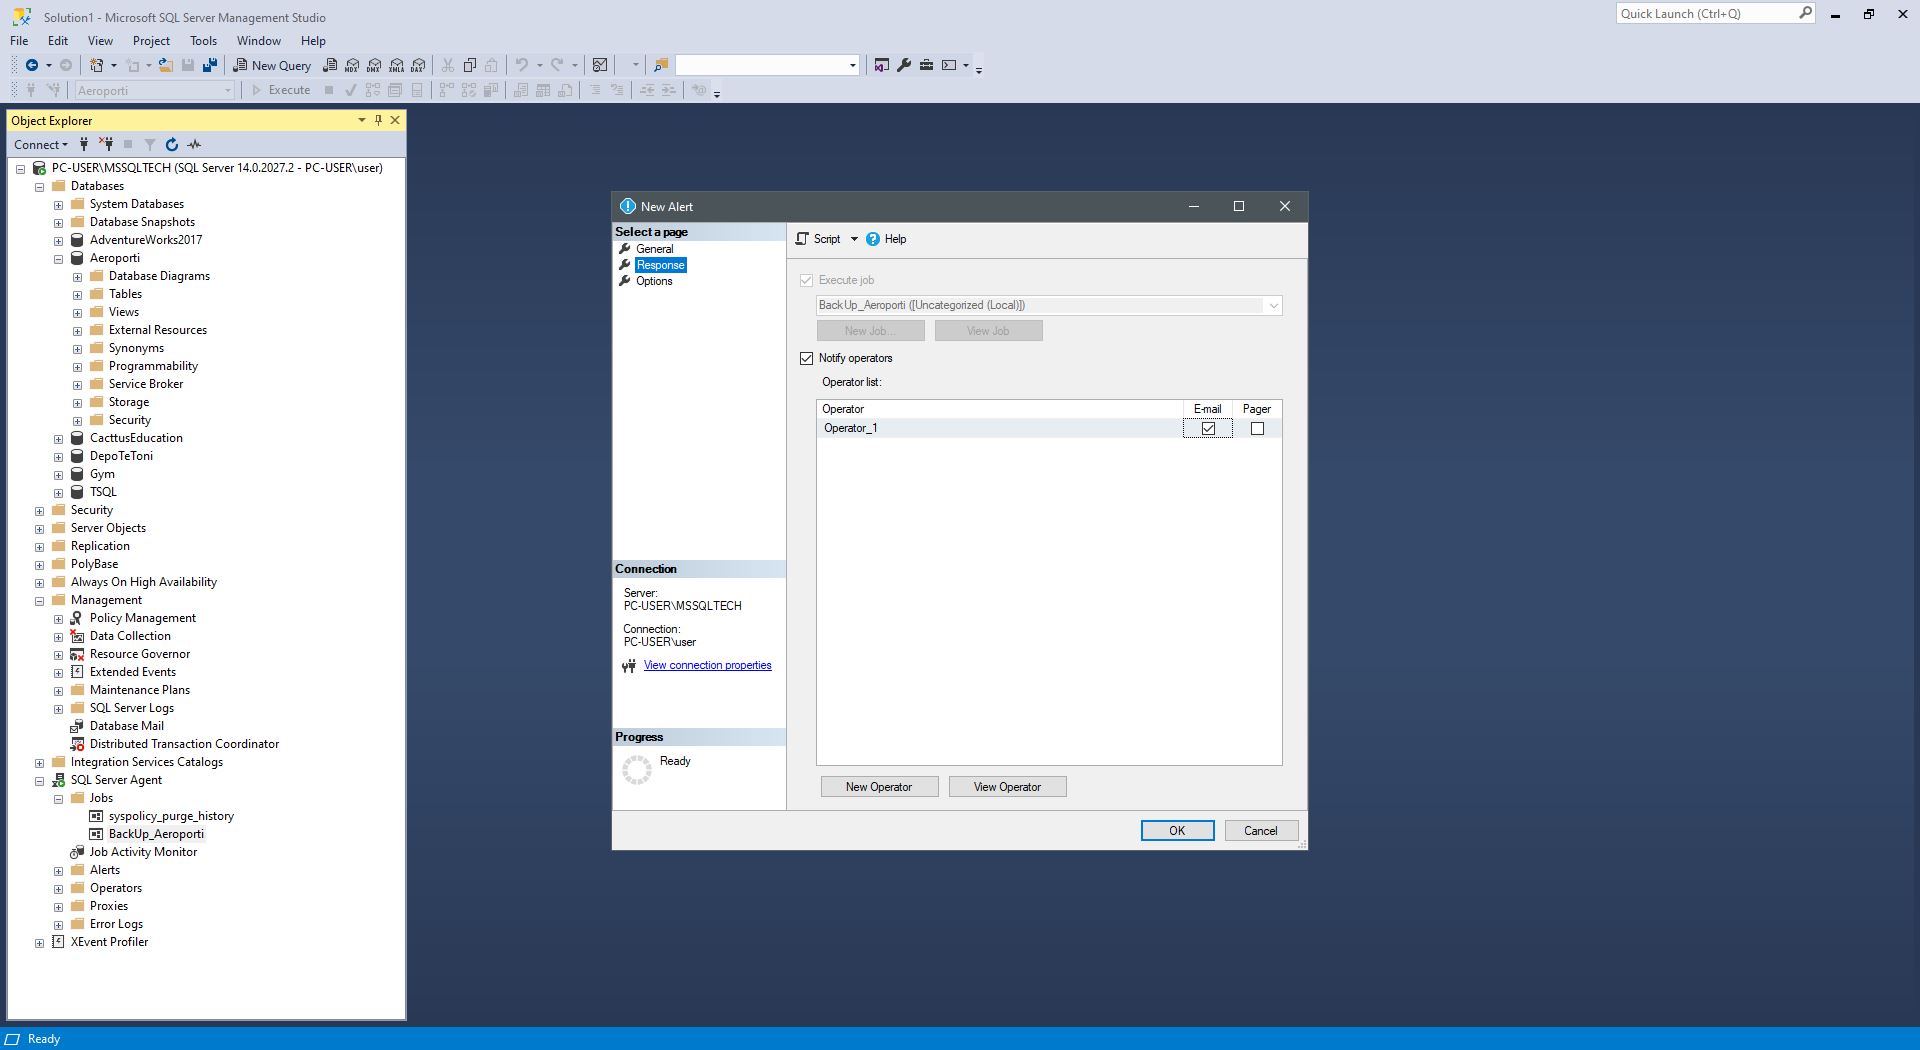 Solution1 - Microsoft SQL Server Management Studio
Quick Launch (Ctrl+Q)
File Edit View Project Tools Window Help
New Query MDX DMX XMLA DAX
Aeroporti Execute
Object Explorer
Connect
PC-USER\MSSQLTECH (SQL Server 14.0.2027.2 - PC-USER\user)
Databases
System Databases
Database Snapshots
AdventureWorks2017
Aeroporti
Database Diagrams
Tables
Views
External Resources
Synonyms
Programmability
Service Broker
Storage
Security
CacttusEducation
DepoTeToni
Gym
TSQL
Security
Server Objects
Replication
PolyBase
Always On High Availability
Management
Policy Management
Data Collection
Resource Governor
Extended Events
Maintenance Plans
SQL Server Logs
Database Mail
Distributed Transaction Coordinator
Integration Services Catalogs
SQL Server Agent
Jobs
syspolicy_purge_history
BackUp_Aeroporti
Job Activity Monitor
Alerts
Operators
Proxies
Error Logs
XEvent Profiler
New Alert
Select a page
General
Response
Options
Connection
Server:
PC-USER\MSSQLTECH
Connection:
PC-USER\user
View connection properties
Progress
Ready
Script Help
Execute job
BackUp_Aeroporti ([Uncategorized (Local)])
New Job... View Job
Notify operators
Operator list:
Operator E-mail Pager
Operator_1
New Operator View Operator
OK Cancel
Ready